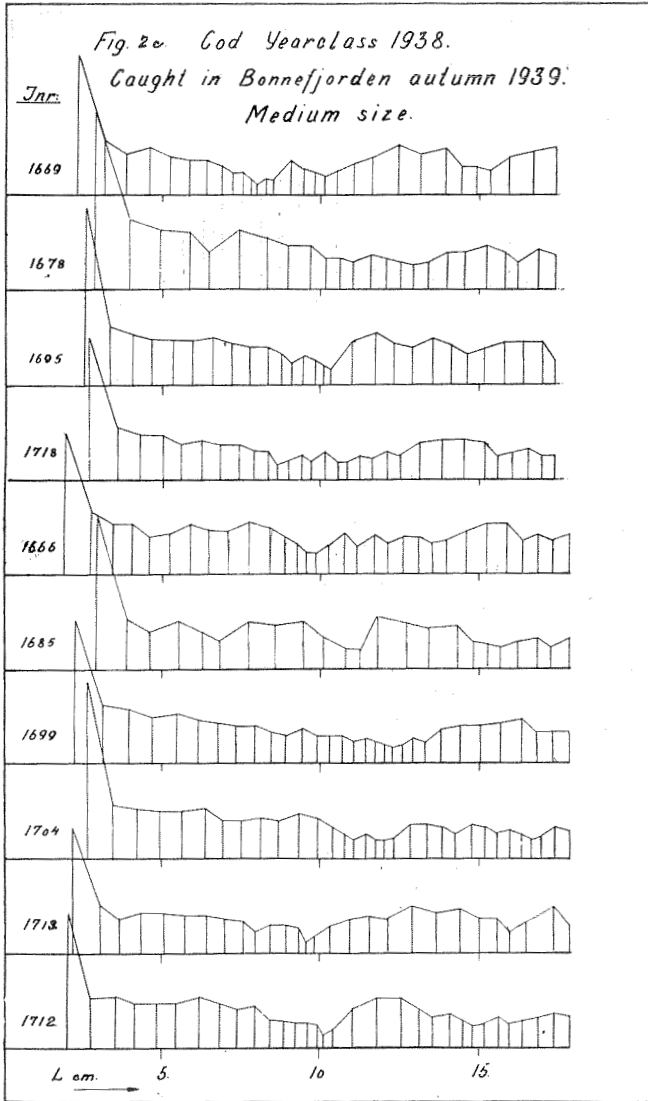 Fig. 2c Cod Yearclass 1938.
Caught in Bonnefjorden autumn 1939.
Medium size.
Jnr:
1669
1678
1695
1718
1666
1685
1699
1704
1713
1712
L cm. 5. 10 15